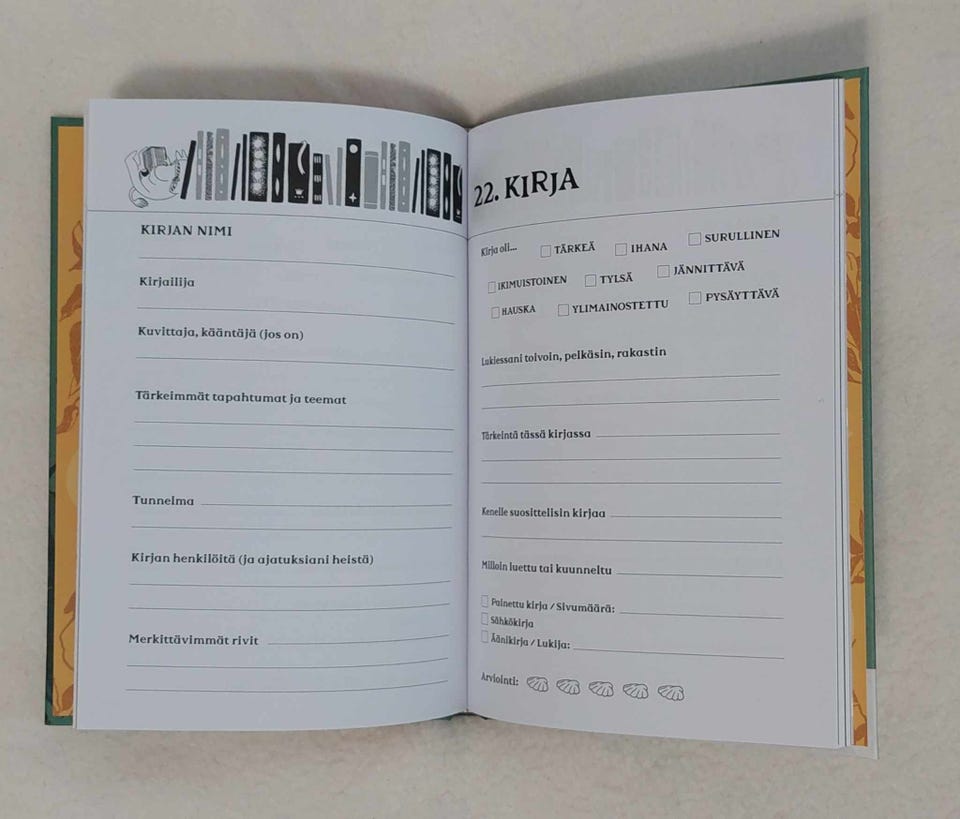 KIRJAN NIMI
Kirjailija
Kuvittaja, kääntäjä (jos on)
Tärkeimmät tapahtumat ja teemat
Tunnelma
Kirjan henkilöitä (ja ajatuksiani heistä)
Merkittävimmät rivit
22. KIRJA
Kirja oli... TÄRKEÄ IHANA SURULLINEN
IKIMUISTOINEN TYLSÄ JÄNNITTÄVÄ
HAUSKA YLIMAINOSTETTU PYSÄYTTÄVÄ
Lukiessani toivoin, pelkäsin, rakastin
Tärkeintä tässä kirjassa
Kenelle suosittelisin kirjaa
Milloin luettu tai kuunneltu
Painettu kirja / Sivumäärä:
Sähkökirja
Äänikirja / Lukija:
Arviointi: